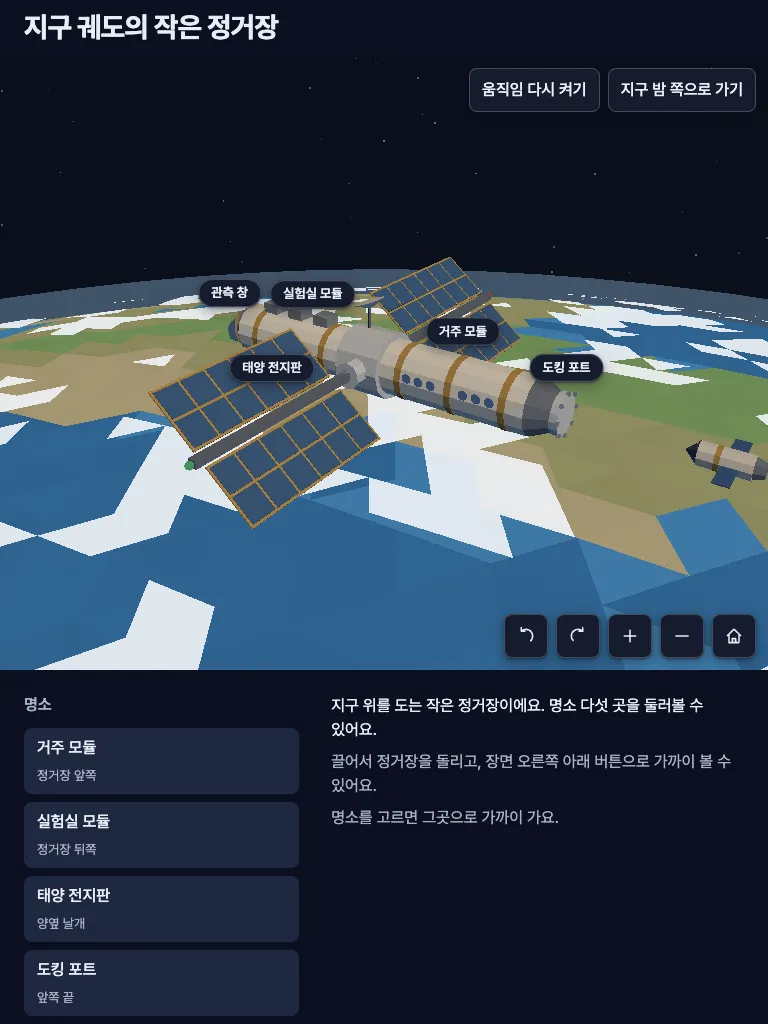 지구 궤도의 작은 정거장
움직임 다시 켜기
지구 밤 쪽으로 가기
관측 창
실험실 모듈
거주 모듈
태양 전지판
도킹 포트
명소
거주 모듈
정거장 앞쪽
실험실 모듈
정거장 뒤쪽
태양 전지판
양옆 날개
도킹 포트
앞쪽 끝
지구 위를 도는 작은 정거장이에요. 명소 다섯 곳을 둘러볼 수
있어요.
끌어서 정거장을 돌리고, 장면 오른쪽 아래 버튼으로 가까이 볼 수
있어요.
명소를 고르면 그곳으로 가까이 가요.